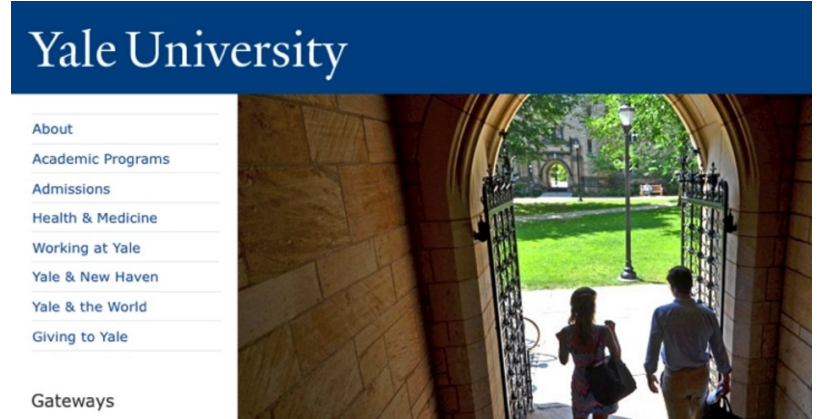 Yale University
About
Academic Programs
Admissions
Health & Medicine
Working at Yale
Yale & New Haven
Yale & the World
Giving to Yale
Gateways